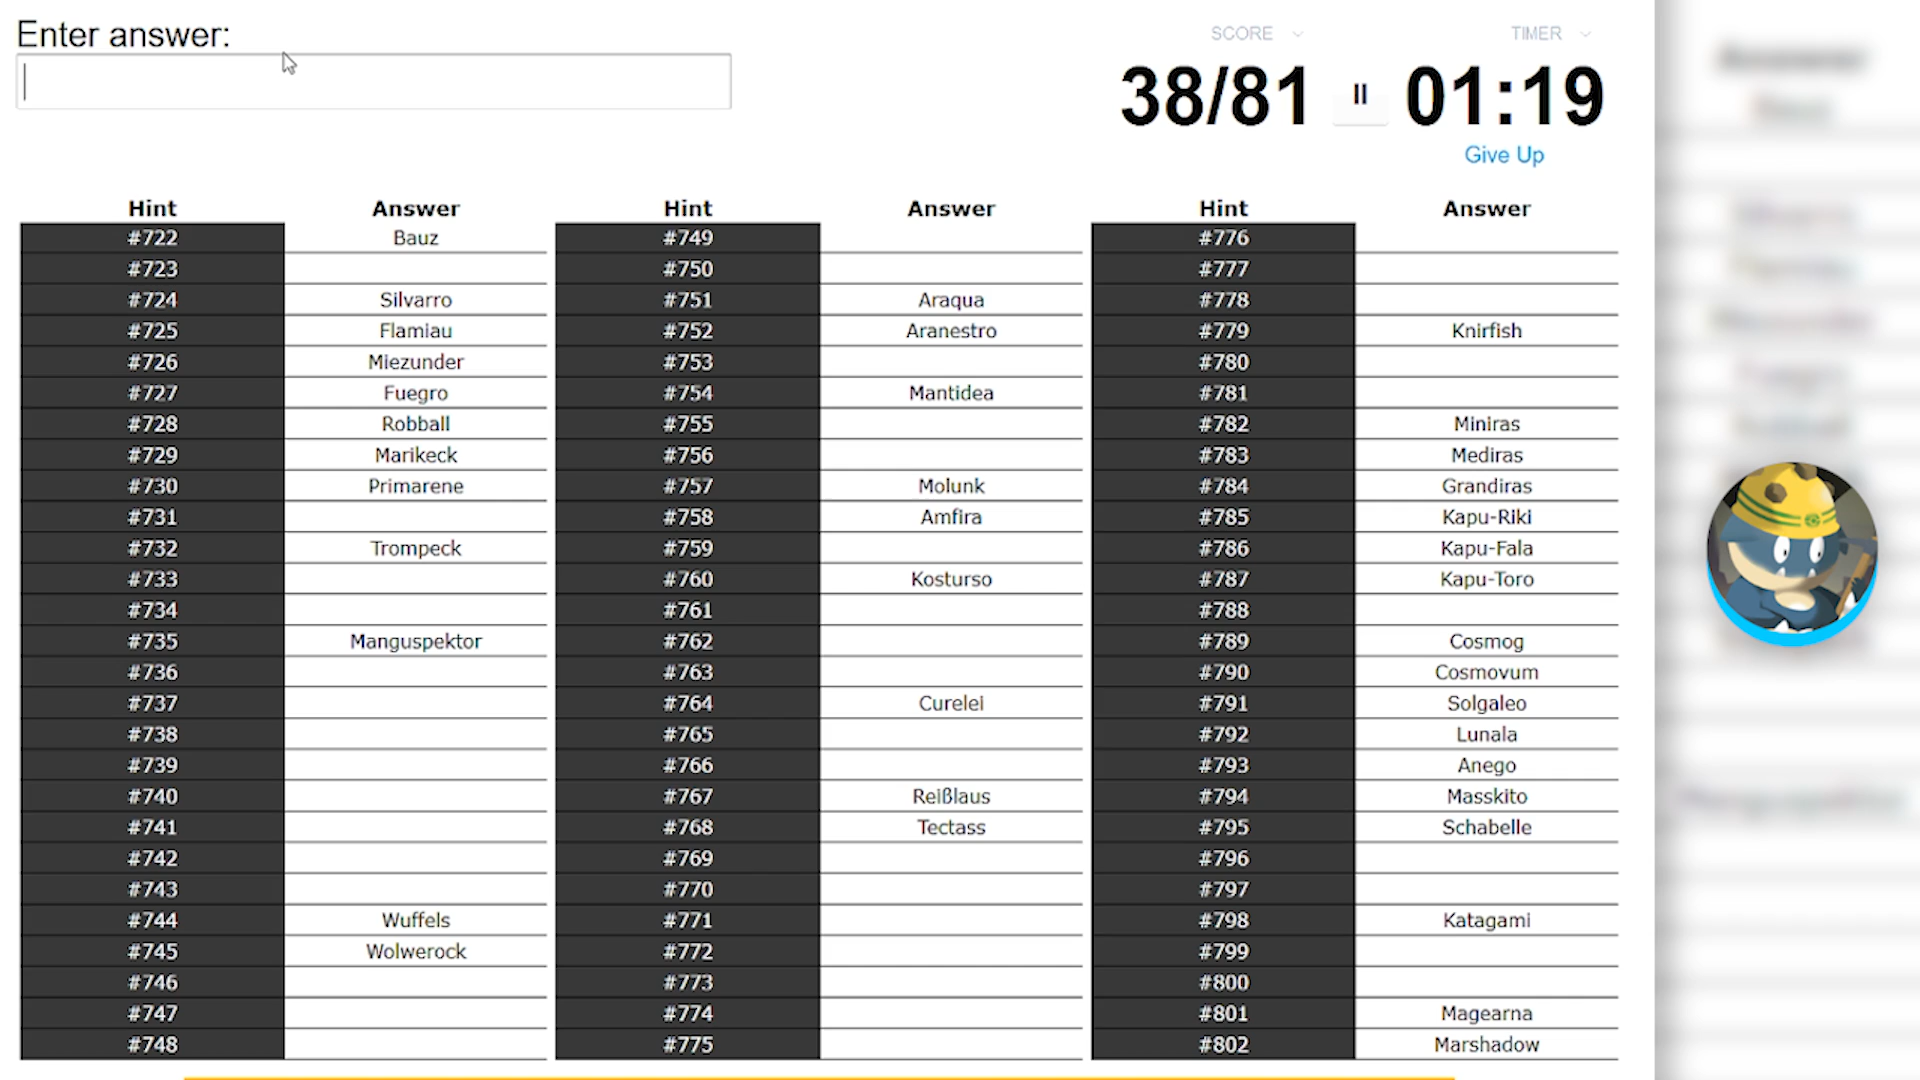 Enter answer:
SCORE
TIMER
38/81
01:19
Give Up
Hint Answer Hint Answer Hint Answer
#722 Bauz #749 #776
#723 #750 #777
#724 Silvarro #751 Araqua #778
#725 Flamiau #752 Aranestro #779 Knirfish
#726 Miezunder #753 #780
#727 Fuegro #754 Mantidea #781
#728 Robball #755 #782 Miniras
#729 Marikeck #756 #783 Mediras
#730 Primarene #757 Molunk #784 Grandiras
#731 #758 Amfira #785 Kapu-Riki
#732 Trompeck #759 #786 Kapu-Fala
#733 #760 Kosturso #787 Kapu-Toro
#734 #761 #788
#735 Manguspektor #762 #789 Cosmog
#736 #763 #790 Cosmovum
#737 #764 Curelei #791 Solgaleo
#738 #765 #792 Lunala
#739 #766 #793 Anego
#740 #767 Reißlaus #794 Masskito
#741 #768 Tectass #795 Schabelle
#742 #769 #796
#743 #770 #797
#744 Wuffels #771 #798 Katagami
#745 Wolwerock #772 #799
#746 #773 #800
#747 #774 #801 Magearna
#748 #775 #802 Marshadow